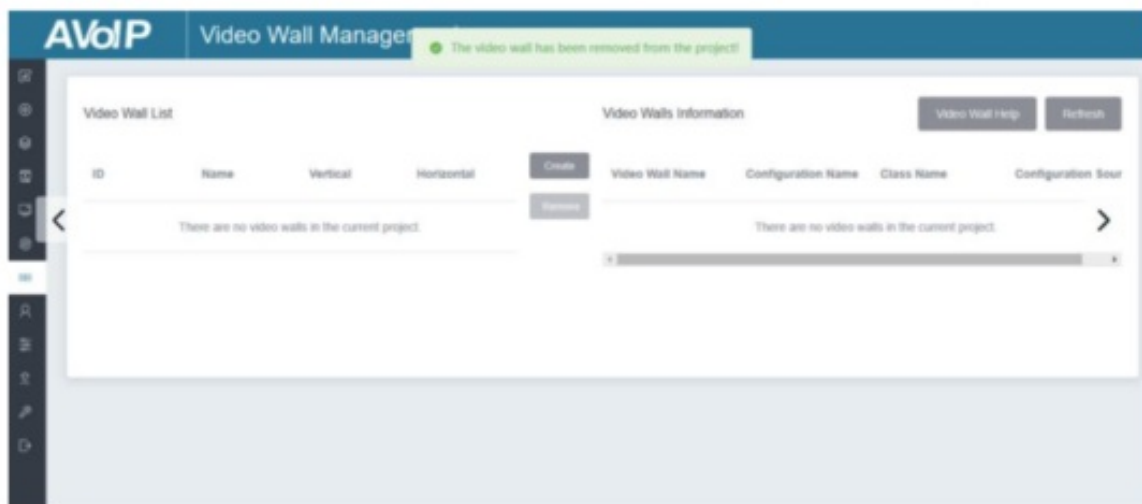 AVoIP
Video Wall Manager
The video wall has been removed from the project!
Video Wall List
ID Name Vertical Horizontal
There are no video walls in the current project.
Create
Remove
Video Walls Information
Video Wall Help
Refresh
Video Wall Name Configuration Name Class Name Configuration Sour
There are no video walls in the current project.